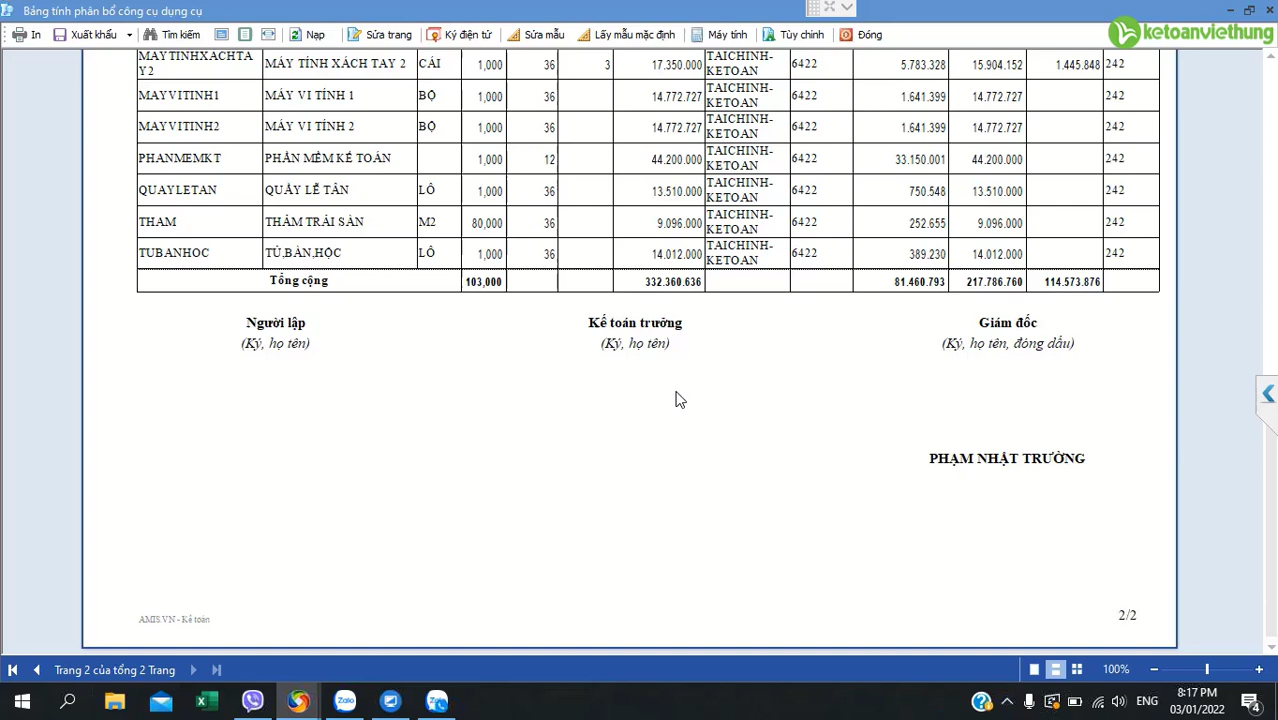 Bảng tính phân bổ công cụ dụng cụ
In Xuất khẩu Tìm kiếm Nạp Sửa trang Ký điện tử Sửa mẫu Lấy mẫu mặc định Máy tính Tùy chỉnh Đóng
ketoanviethung
MAYTINHXACHTAY2 MÁY TÍNH XÁCH TAY 2 CÁI 1,000 36 3 17.350.000 TAICHINH-KETOAN 6422 5.783.328 15.904.152 1.445.848 242
MAYVITINH1 MÁY VI TÍNH 1 BỘ 1,000 36 14.772.727 TAICHINH-KETOAN 6422 1.641.399 14.772.727 242
MAYVITINH2 MÁY VI TÍNH 2 BỘ 1,000 36 14.772.727 TAICHINH-KETOAN 6422 1.641.399 14.772.727 242
PHANMEMKT PHẦN MỀM KẾ TOÁN 1,000 12 44.200.000 TAICHINH-KETOAN 6422 33.150.001 44.200.000 242
QUAYLETAN QUẦY LỄ TÂN LÔ 1,000 36 13.510.000 TAICHINH-KETOAN 6422 750.548 13.510.000 242
THAM THẢM TRẢI SÀN M2 80,000 36 9.096.000 TAICHINH-KETOAN 6422 252.655 9.096.000 242
TUBANHOC TỦ,BÀN,HỘC LÔ 1,000 36 14.012.000 TAICHINH-KETOAN 6422 389.230 14.012.000 242
Tổng cộng 103,000 332.360.636 81.460.793 217.786.760 114.573.876
Người lập Kế toán trưởng Giám đốc
(Ký, họ tên) (Ký, họ tên) (Ký, họ tên, đóng dấu)
PHẠM NHẬT TRƯỜNG
AMIS.VN - Kế toán 2/2
Trang 2 của tổng 2 Trang 100%
Zalo Zalo
ENG 8:17 PM
03/01/2022
4